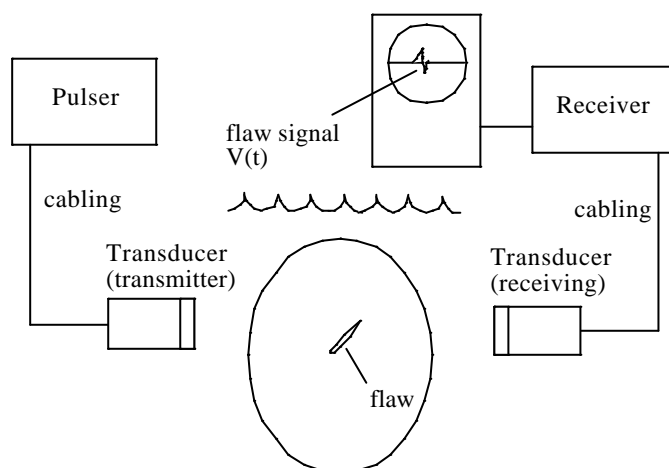 Pulser
Receiver
flaw signal
V(t)
cabling
cabling
Transducer
(transmitter)
Transducer
(receiving)
flaw